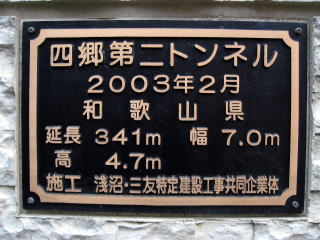 四郷第二トンネル
2003年2月
和歌山県
延長 341m 幅 7.0m
高 4.7m
施工 淺沼・三友特定建設工事共同企業体